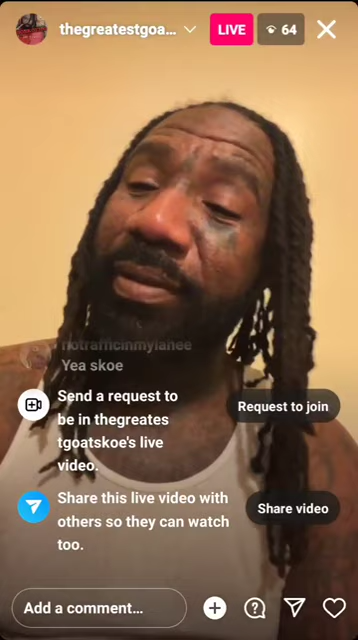 thegreatestgoa...
LIVE
64
notrafficinmylanee
Yea skoe
Send a request to
be in thegreates
tgoatskoe's live
video.
Request to join
Share this live video with
others so they can watch
too.
Share video
Add a comment...